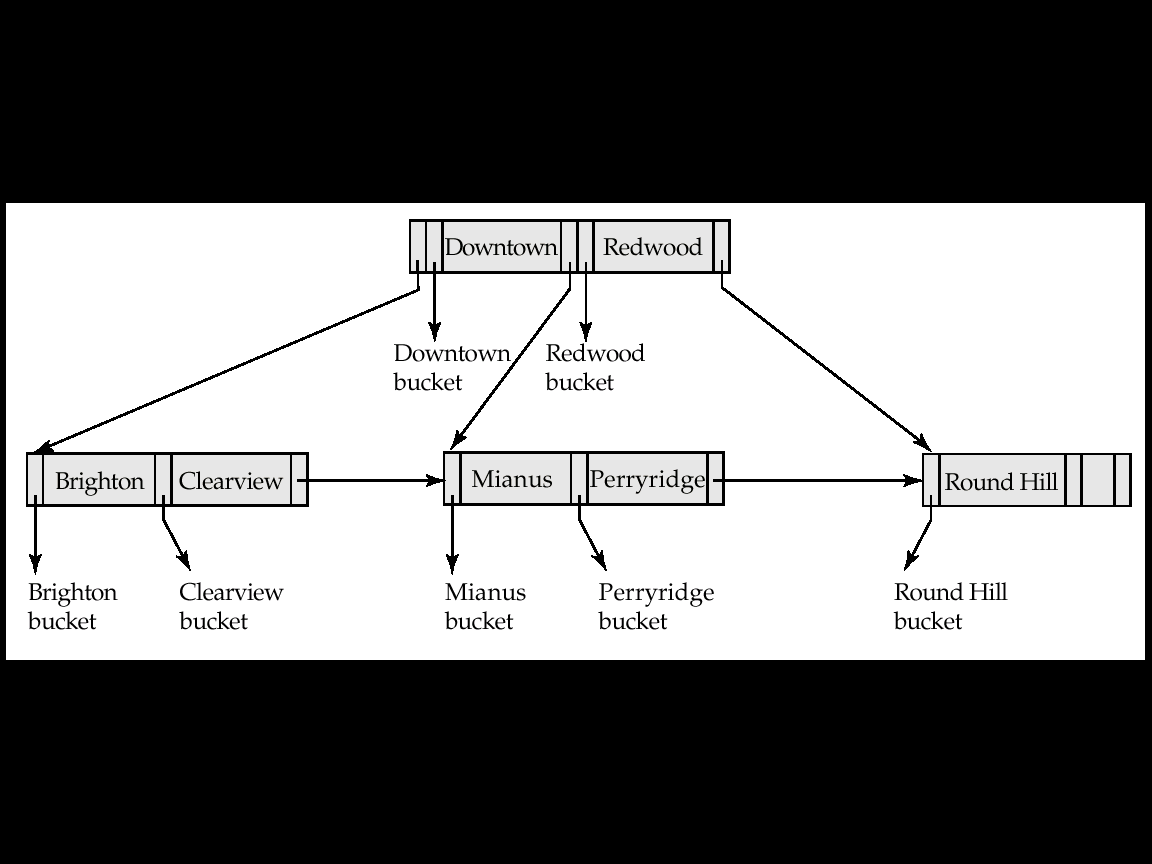 Downtown Redwood
Downtown
bucket
Redwood
bucket
Brighton Clearview
Mianus Perryridge
Round Hill
Brighton
bucket
Clearview
bucket
Mianus
bucket
Perryridge
bucket
Round Hill
bucket